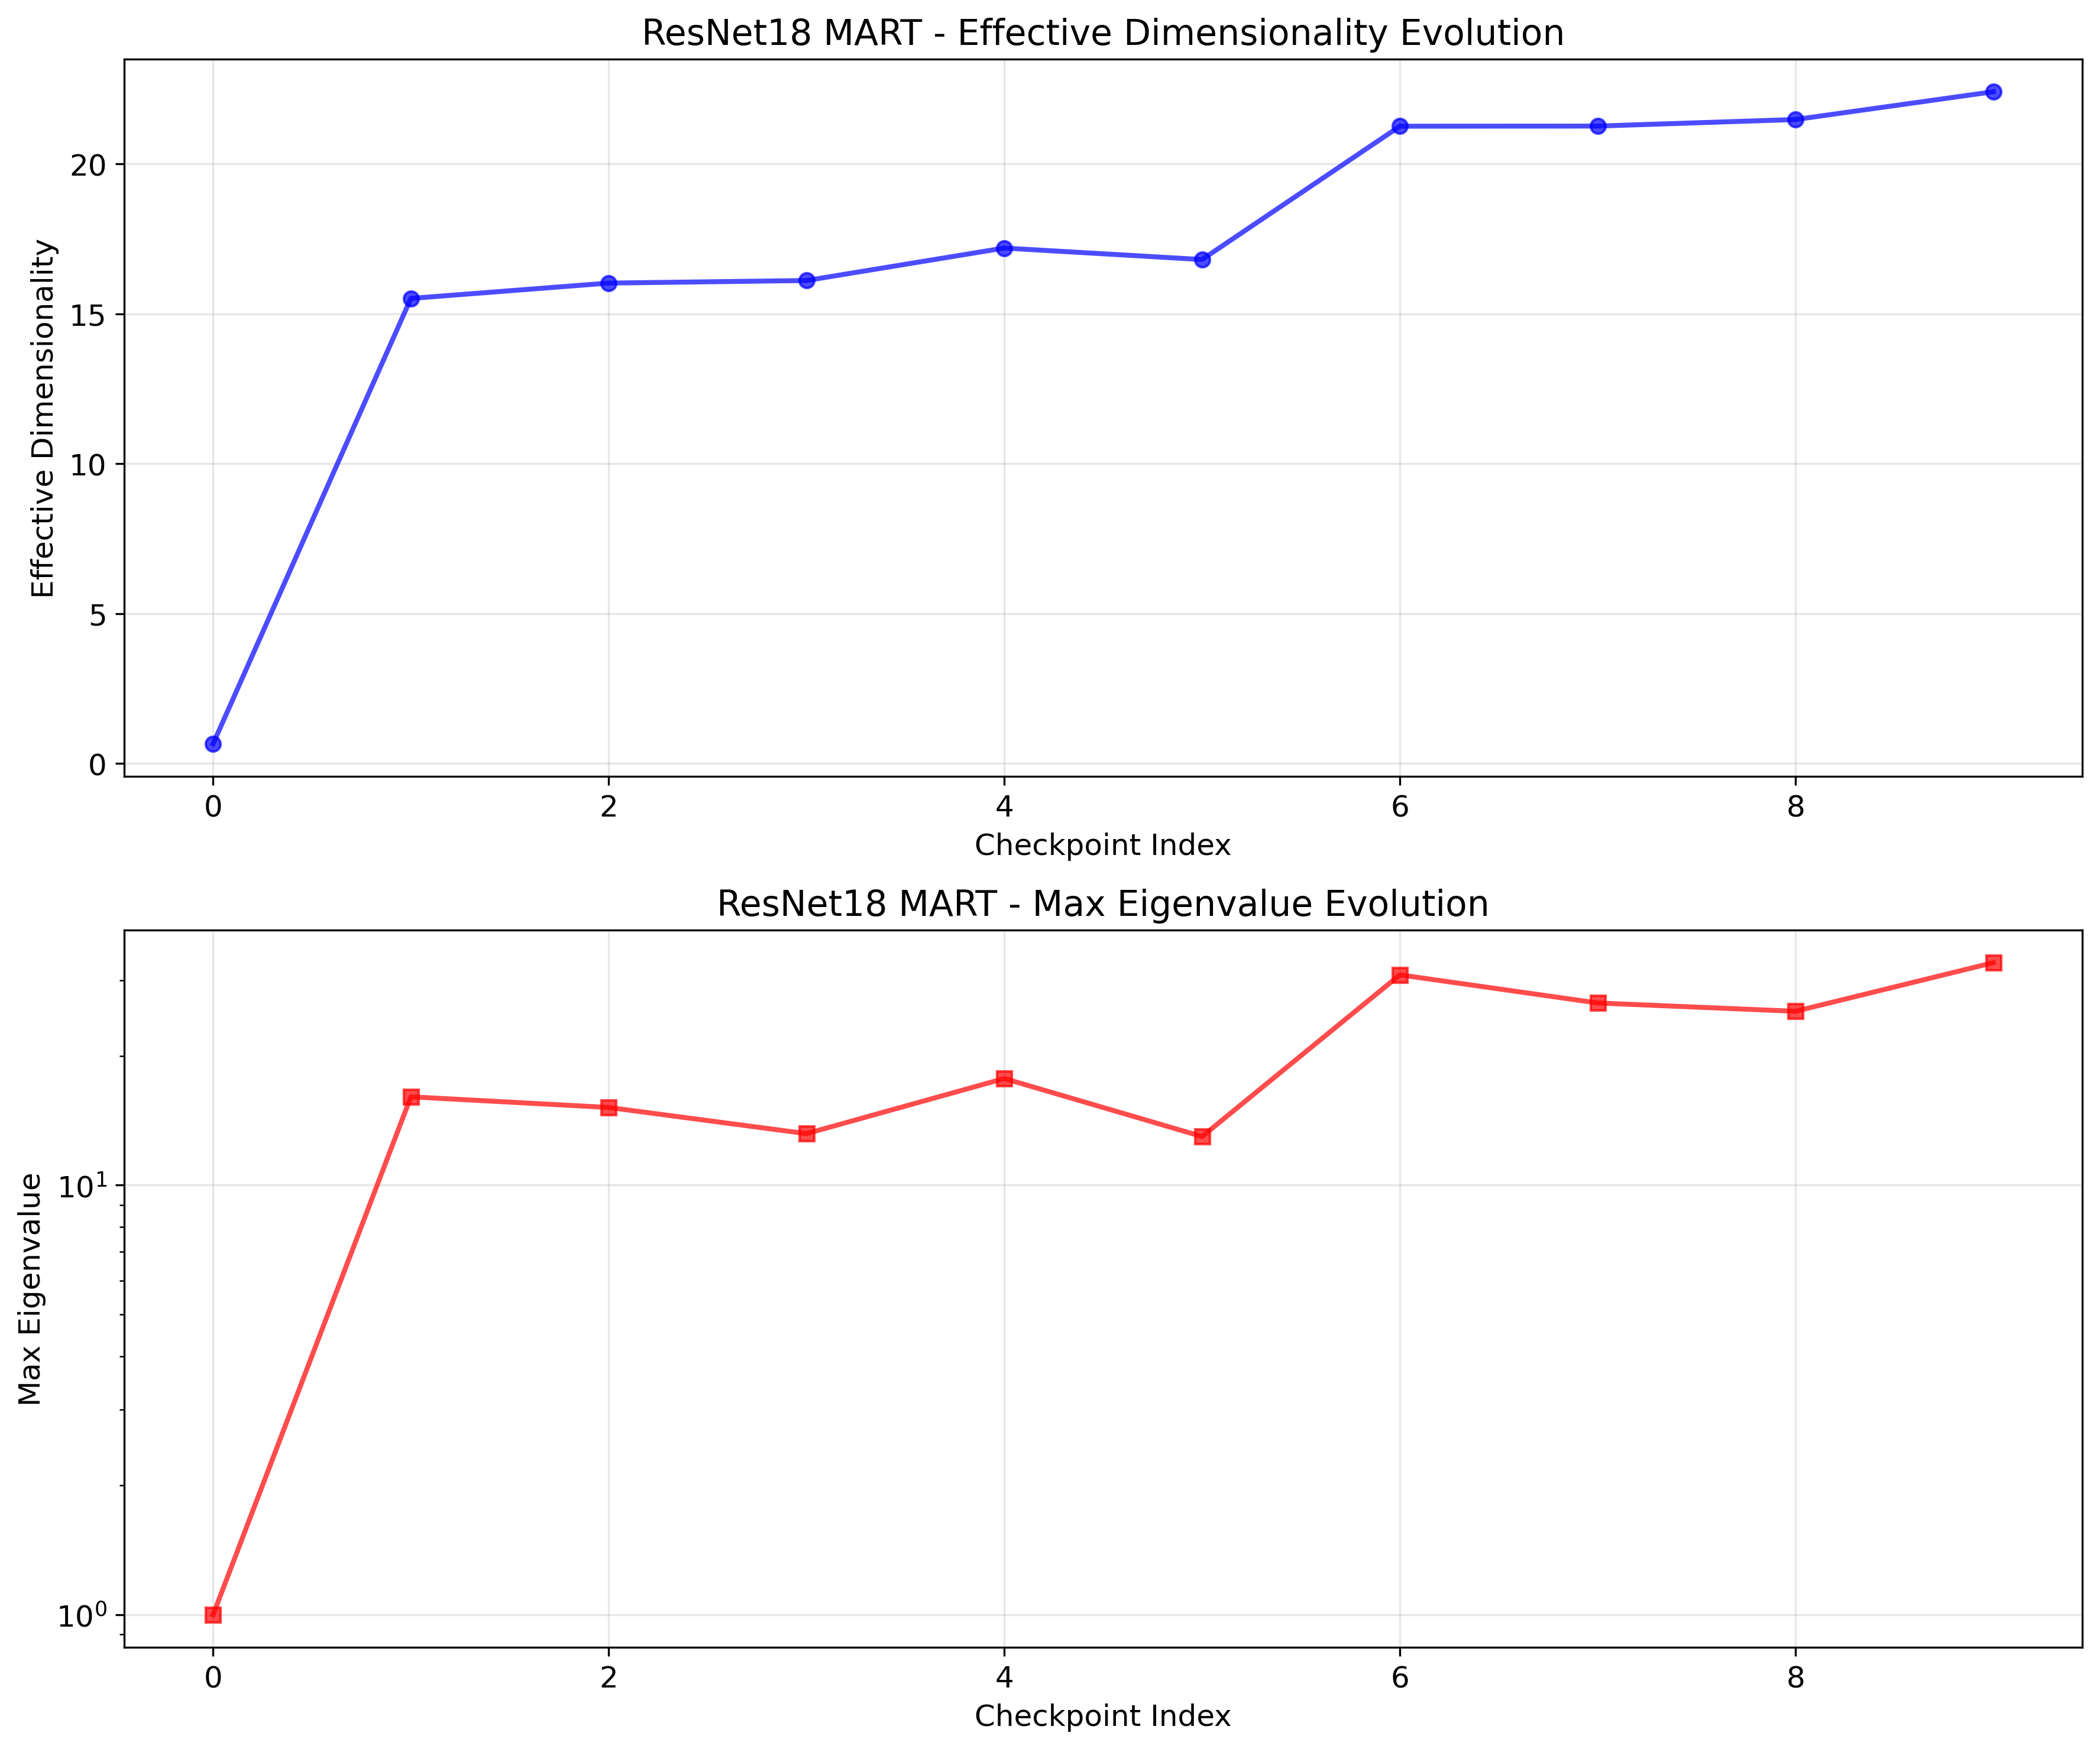 ResNet18 MART - Effective Dimensionality Evolution
Effective Dimensionality
20
15
10
5
0
0 2 4 6 8
Checkpoint Index
ResNet18 MART - Max Eigenvalue Evolution
Max Eigenvalue
10¹
10⁰
0 2 4 6 8
Checkpoint Index